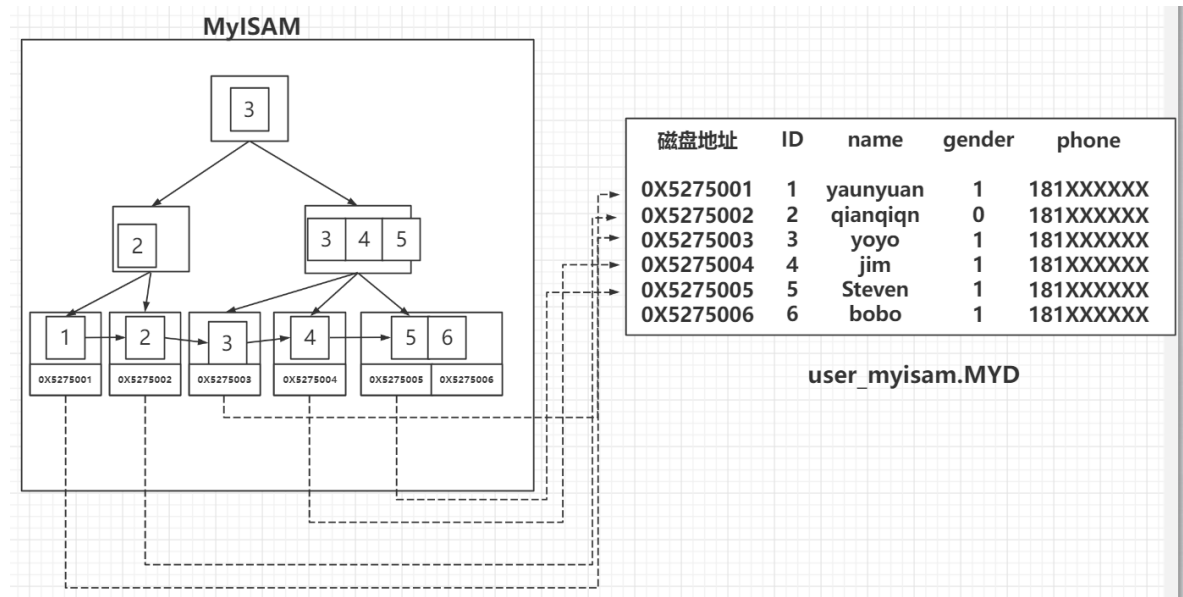 MyISAM
3
2
3 4 5
1 2 3 4 5 6
0X5275001 0X5275002 0X5275003 0X5275004 0X5275005 0X5275006
磁盘地址 ID name gender phone
0X5275001 1 yaunyuan 1 181XXXXXX
0X5275002 2 qianqiqn 0 181XXXXXX
0X5275003 3 yoyo 1 181XXXXXX
0X5275004 4 jim 1 181XXXXXX
0X5275005 5 Steven 1 181XXXXXX
0X5275006 6 bobo 1 181XXXXXX
user_myisam.MYD